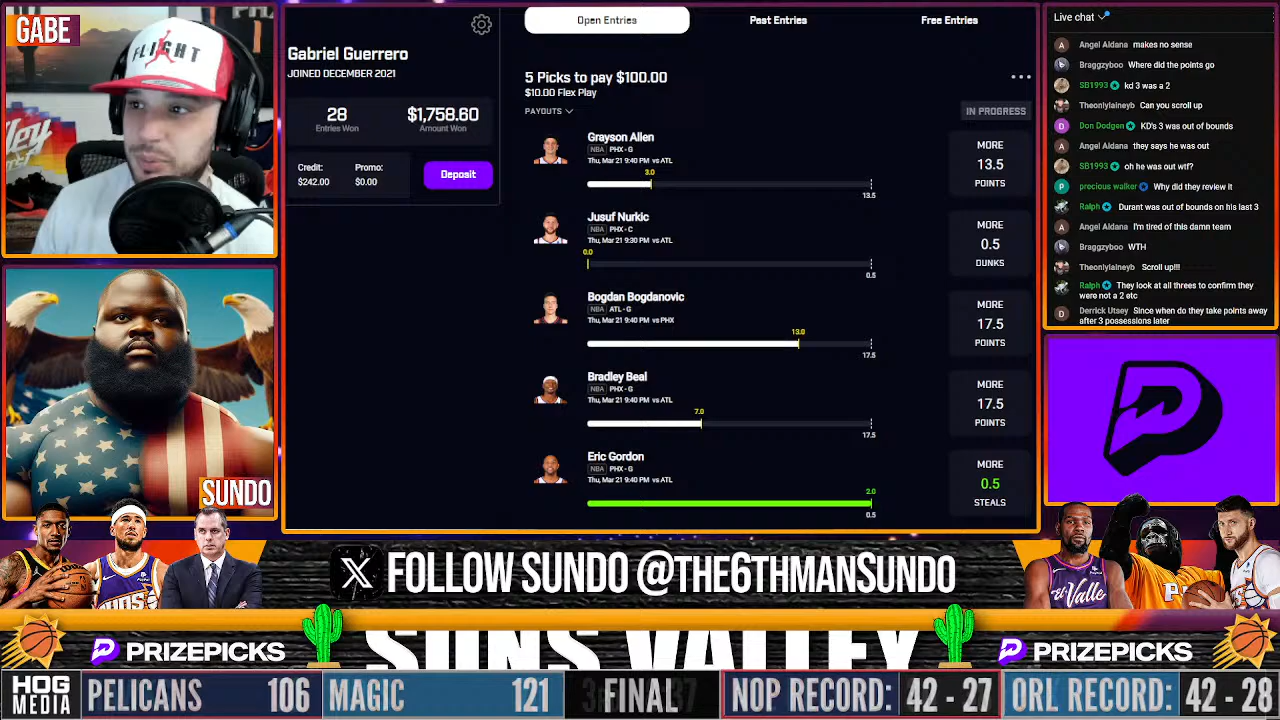 GABE
FLIGHT
Gabriel Guerrero
JOINED DECEMBER 2021
28
Entries Won
$1,758.60
Amount Won
Credit:
$242.00
Promo:
$0.00
Deposit
Open Entries
Past Entries
Free Entries
5 Picks to pay $100.00
$10.00 Flex Play
PAYOUTS
IN PROGRESS
Grayson Allen
NBA PHX - G
Thu, Mar 21 9:40 PM vs ATL
3.0
13.5
MORE
13.5
POINTS
Jusuf Nurkic
NBA PHX - C
Thu, Mar 21 9:30 PM vs ATL
0.0
0.5
MORE
0.5
DUNKS
Bogdan Bogdanovic
NBA ATL - G
Thu, Mar 21 9:40 PM vs PHX
13.0
17.5
MORE
17.5
POINTS
Bradley Beal
NBA PHX - G
Thu, Mar 21 9:40 PM vs ATL
7.0
17.5
MORE
17.5
POINTS
Eric Gordon
NBA PHX - G
Thu, Mar 21 9:40 PM vs ATL
2.0
0.5
MORE
0.5
STEALS
Live chat
Angel Aldana makes no sense
Braggzyboo Where did the points go
SB1993 kd 3 was a 2
Theonlylaineyb Can you scroll up
Don Dodgen KD's 3 was out of bounds
Angel Aldana they says he was out
SB1993 oh he was out wtf?
precious walker Why did they review it
Ralph Durant was out of bounds on his last 3
Angel Aldana I'm tired of this damn team
Braggzyboo WTH
Theonlylaineyb Scroll up!!!
Ralph They look at all threes to confirm they
were not a 2 etc
Derrick Utsey Since when do they take points away
after 3 possessions later
SUNDO
X FOLLOW SUNDO @THE6THMANSUNDO
PRIZEPICKS
SUNS VALLEY
PRIZEPICKS
HOG
MEDIA
PELICANS 106
MAGIC 121
FINAL
NOP RECORD: 42 - 27
ORL RECORD: 42 - 28